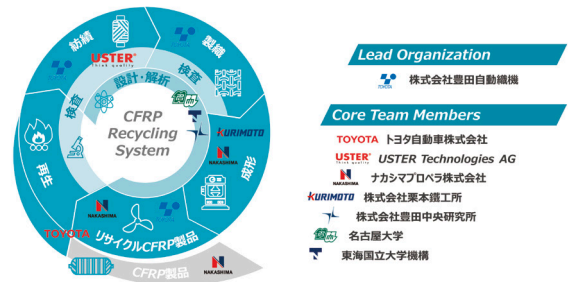 紡績
製織
USTER
Think quality
検査
検査
設計・解析
CFRP
Recycling
System
KURIMOTO
NAKASHIMA
成形
再生
NAKASHIMA
TOYOTA
リサイクルCFRP製品
CFRP製品
NAKASHIMA
Lead Organization
TOYOTA
株式会社豊田自動織機
Core Team Members
TOYOTA トヨタ自動車株式会社
USTER Technologies AG
USTER
Think quality
NAKASHIMA
ナカシマプロペラ株式会社
KURIMOTO 株式会社栗本鐵工所
株式会社豊田中央研究所
名古屋大学
東海国立大学機構